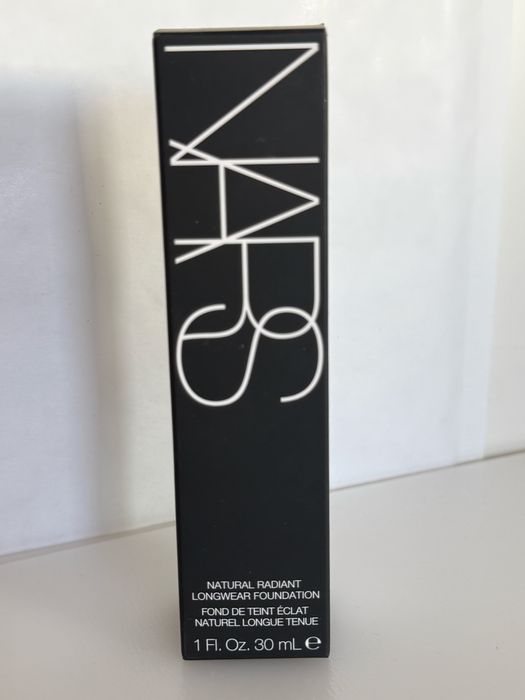 NARS
NATURAL RADIANT
LONGWEAR FOUNDATION
FOND DE TEINT ÉCLAT
NATUREL LONGUE TENUE
1 Fl. Oz. 30 mL ℮